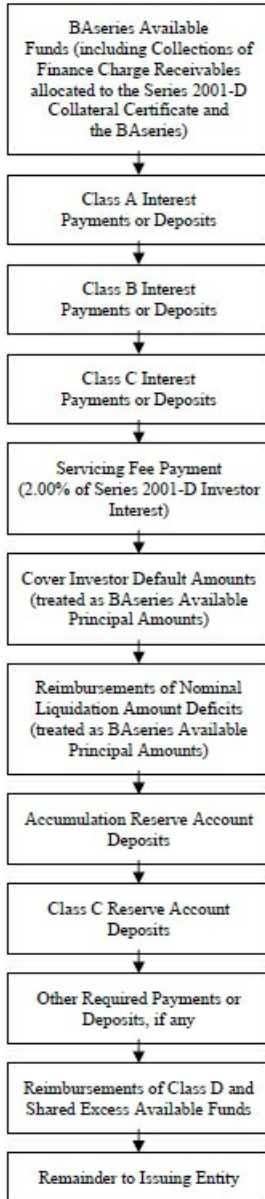 BAseries Available
Funds (including Collections of
Finance Charge Receivables
allocated to the Series 2001-D
Collateral Certificate and
the BAseries)
Class A Interest
Payments or Deposits
Class B Interest
Payments or Deposits
Class C Interest
Payments or Deposits
Servicing Fee Payment
(2.00% of Series 2001-D Investor
Interest)
Cover Investor Default Amounts
(treated as BAseries Available
Principal Amounts)
Reimbursements of Nominal
Liquidation Amount Deficits
(treated as BAseries Available
Principal Amounts)
Accumulation Reserve Account
Deposits
Class C Reserve Account
Deposits
Other Required Payments or
Deposits, if any
Reimbursements of Class D and
Shared Excess Available Funds
Remainder to Issuing Entity